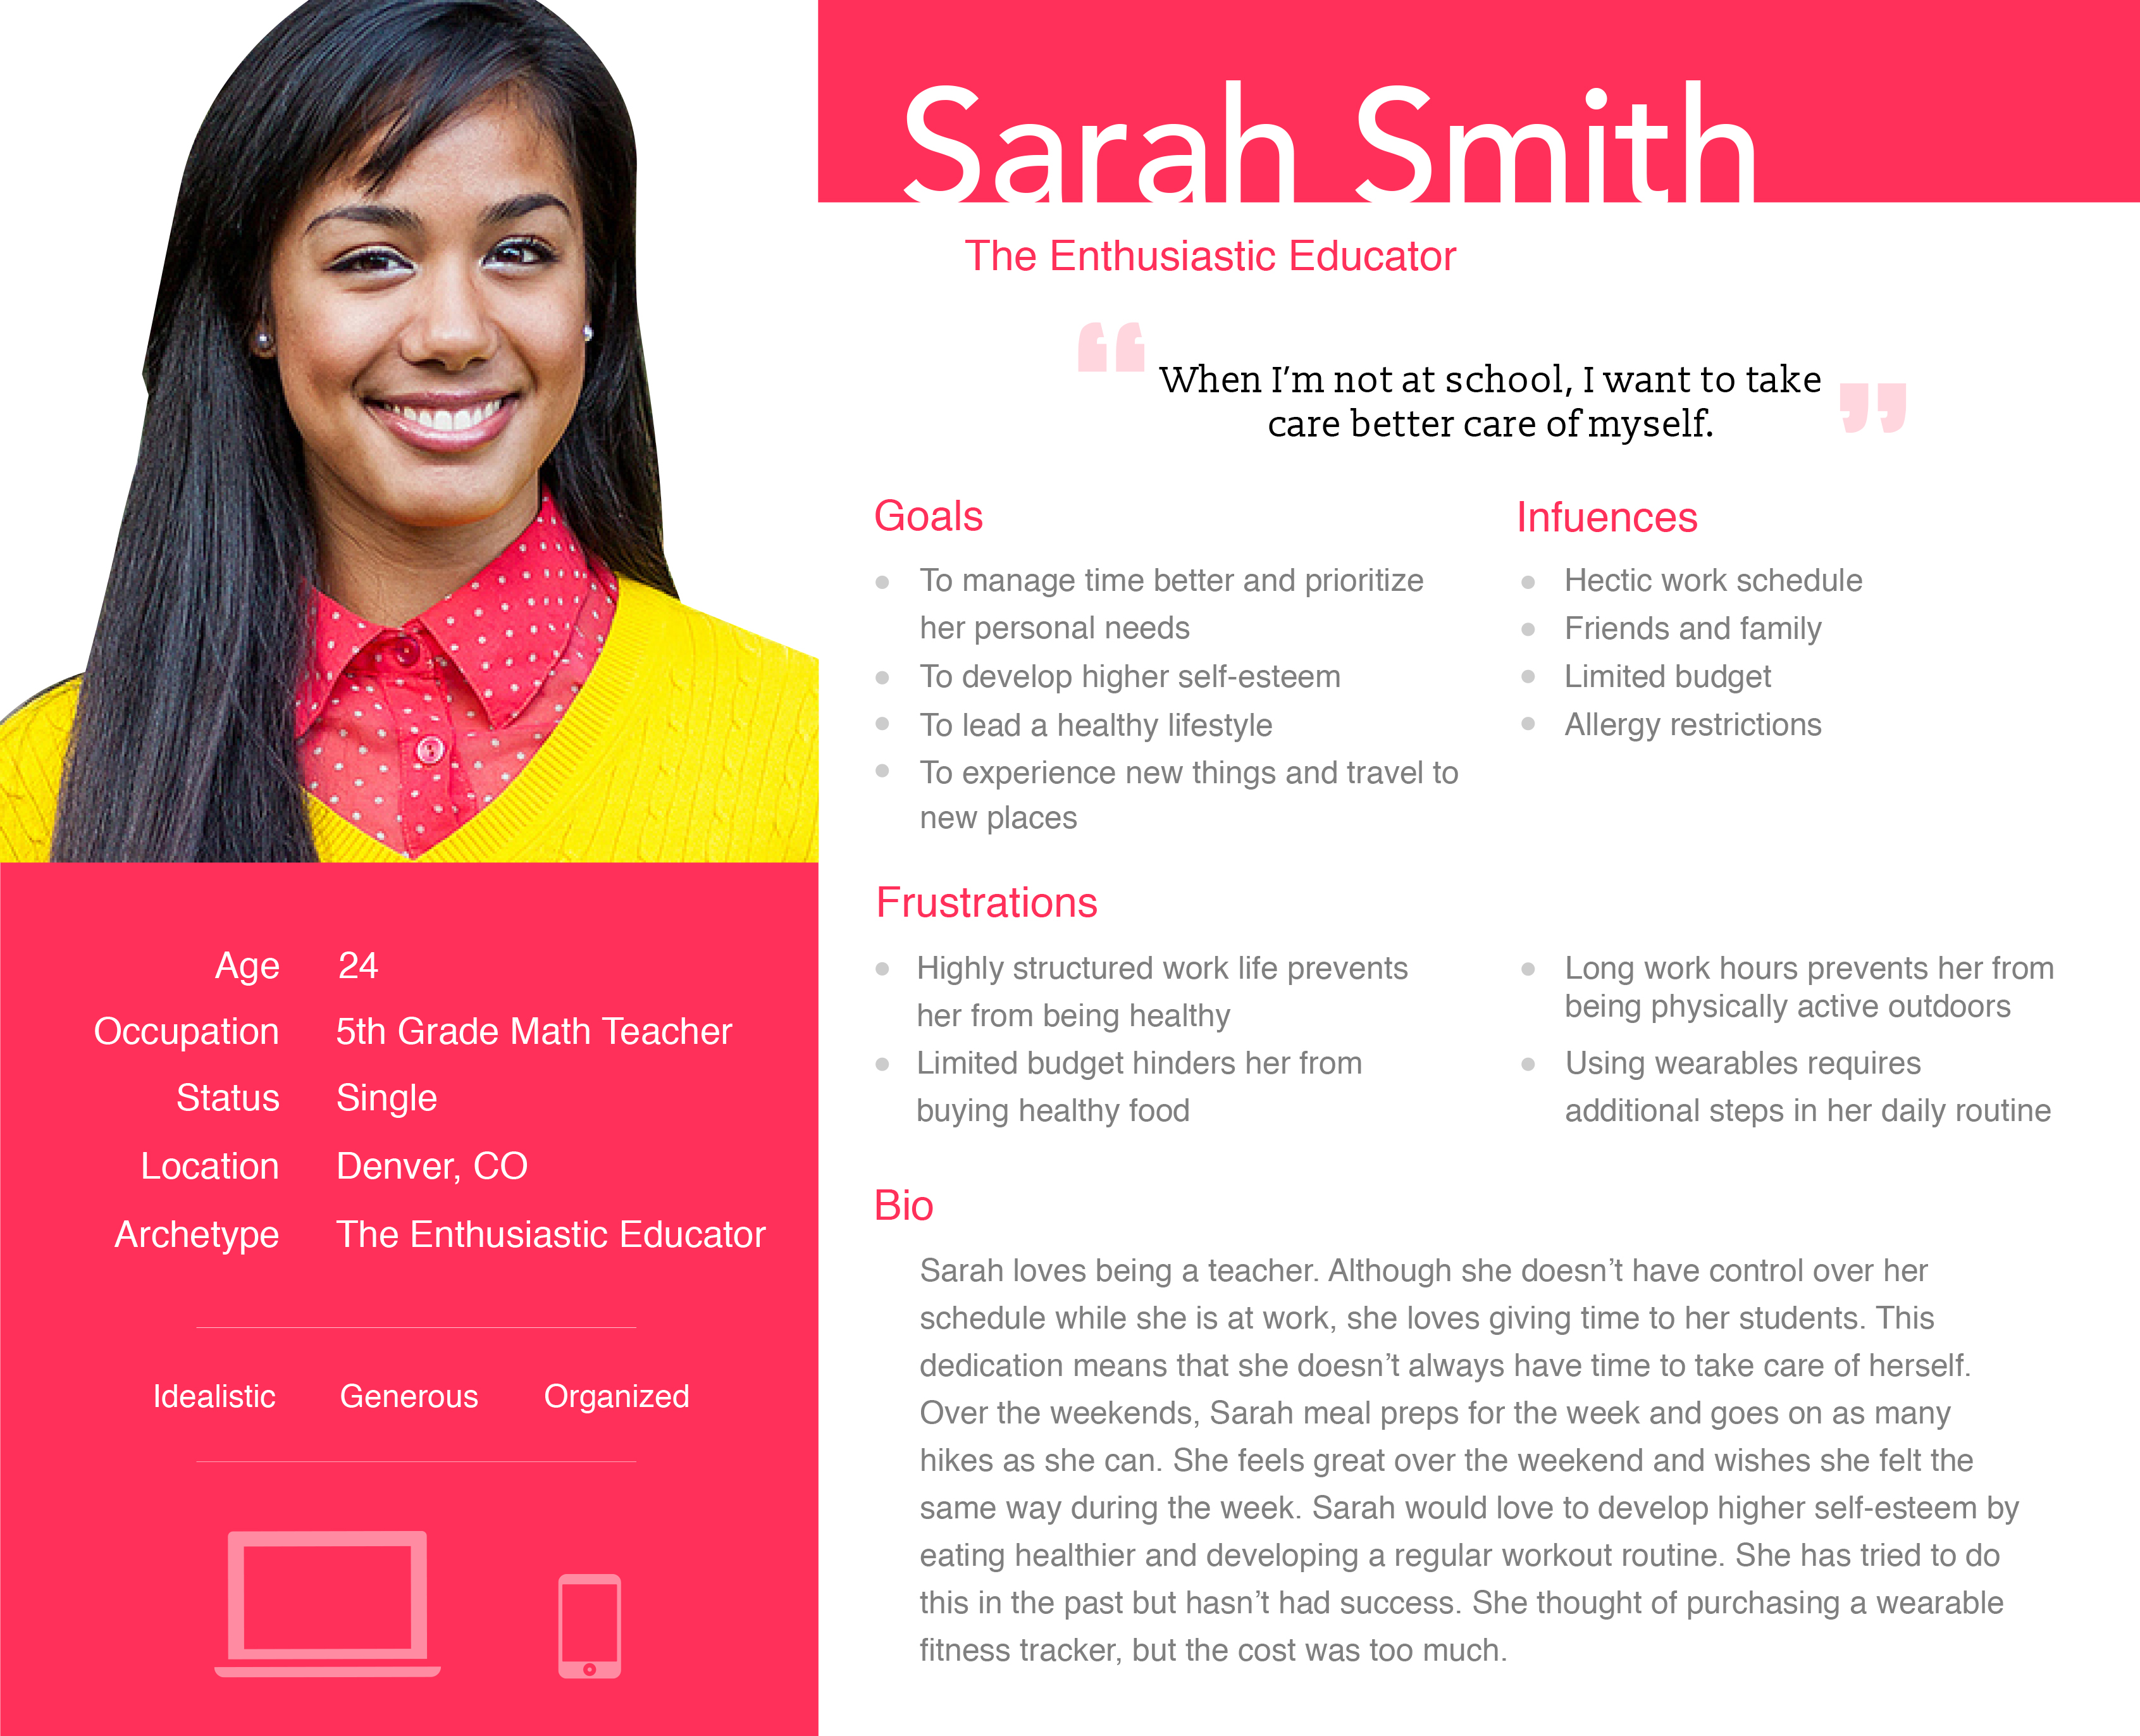 Sarah Smith
The Enthusiastic Educator
“ When I’m not at school, I want to take
care better care of myself. ”
Goals
To manage time better and prioritize
her personal needs
To develop higher self-esteem
To lead a healthy lifestyle
To experience new things and travel to
new places
Infuences
Hectic work schedule
Friends and family
Limited budget
Allergy restrictions
Frustrations
Highly structured work life prevents
her from being healthy
Limited budget hinders her from
buying healthy food
Long work hours prevents her from
being physically active outdoors
Using wearables requires
additional steps in her daily routine
Bio
Sarah loves being a teacher. Although she doesn’t have control over her
schedule while she is at work, she loves giving time to her students. This
dedication means that she doesn’t always have time to take care of herself.
Over the weekends, Sarah meal preps for the week and goes on as many
hikes as she can. She feels great over the weekend and wishes she felt the
same way during the week. Sarah would love to develop higher self-esteem by
eating healthier and developing a regular workout routine. She has tried to do
this in the past but hasn’t had success. She thought of purchasing a wearable
fitness tracker, but the cost was too much.
Age 24
Occupation 5th Grade Math Teacher
Status Single
Location Denver, CO
Archetype The Enthusiastic Educator
Idealistic Generous Organized